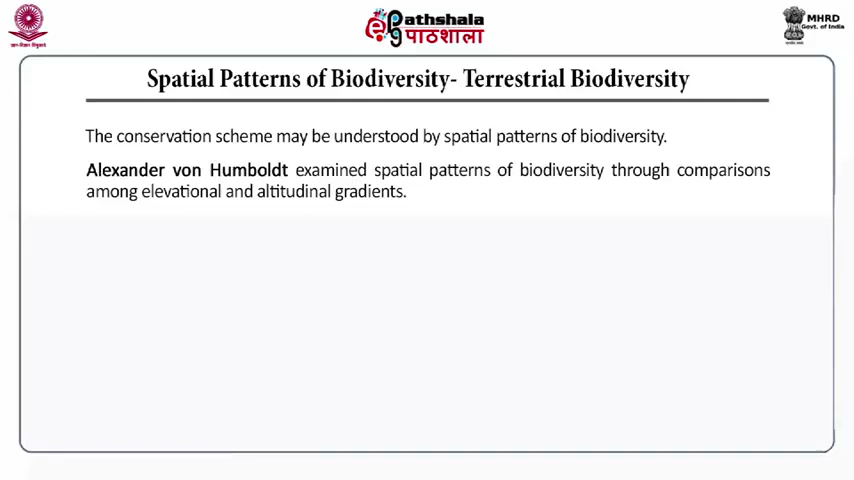 Pathshala
पाठशाला
MHRD
Govt. of India
Spatial Patterns of Biodiversity- Terrestrial Biodiversity
The conservation scheme may be understood by spatial patterns of biodiversity.
Alexander von Humboldt examined spatial patterns of biodiversity through comparisons
among elevational and altitudinal gradients.